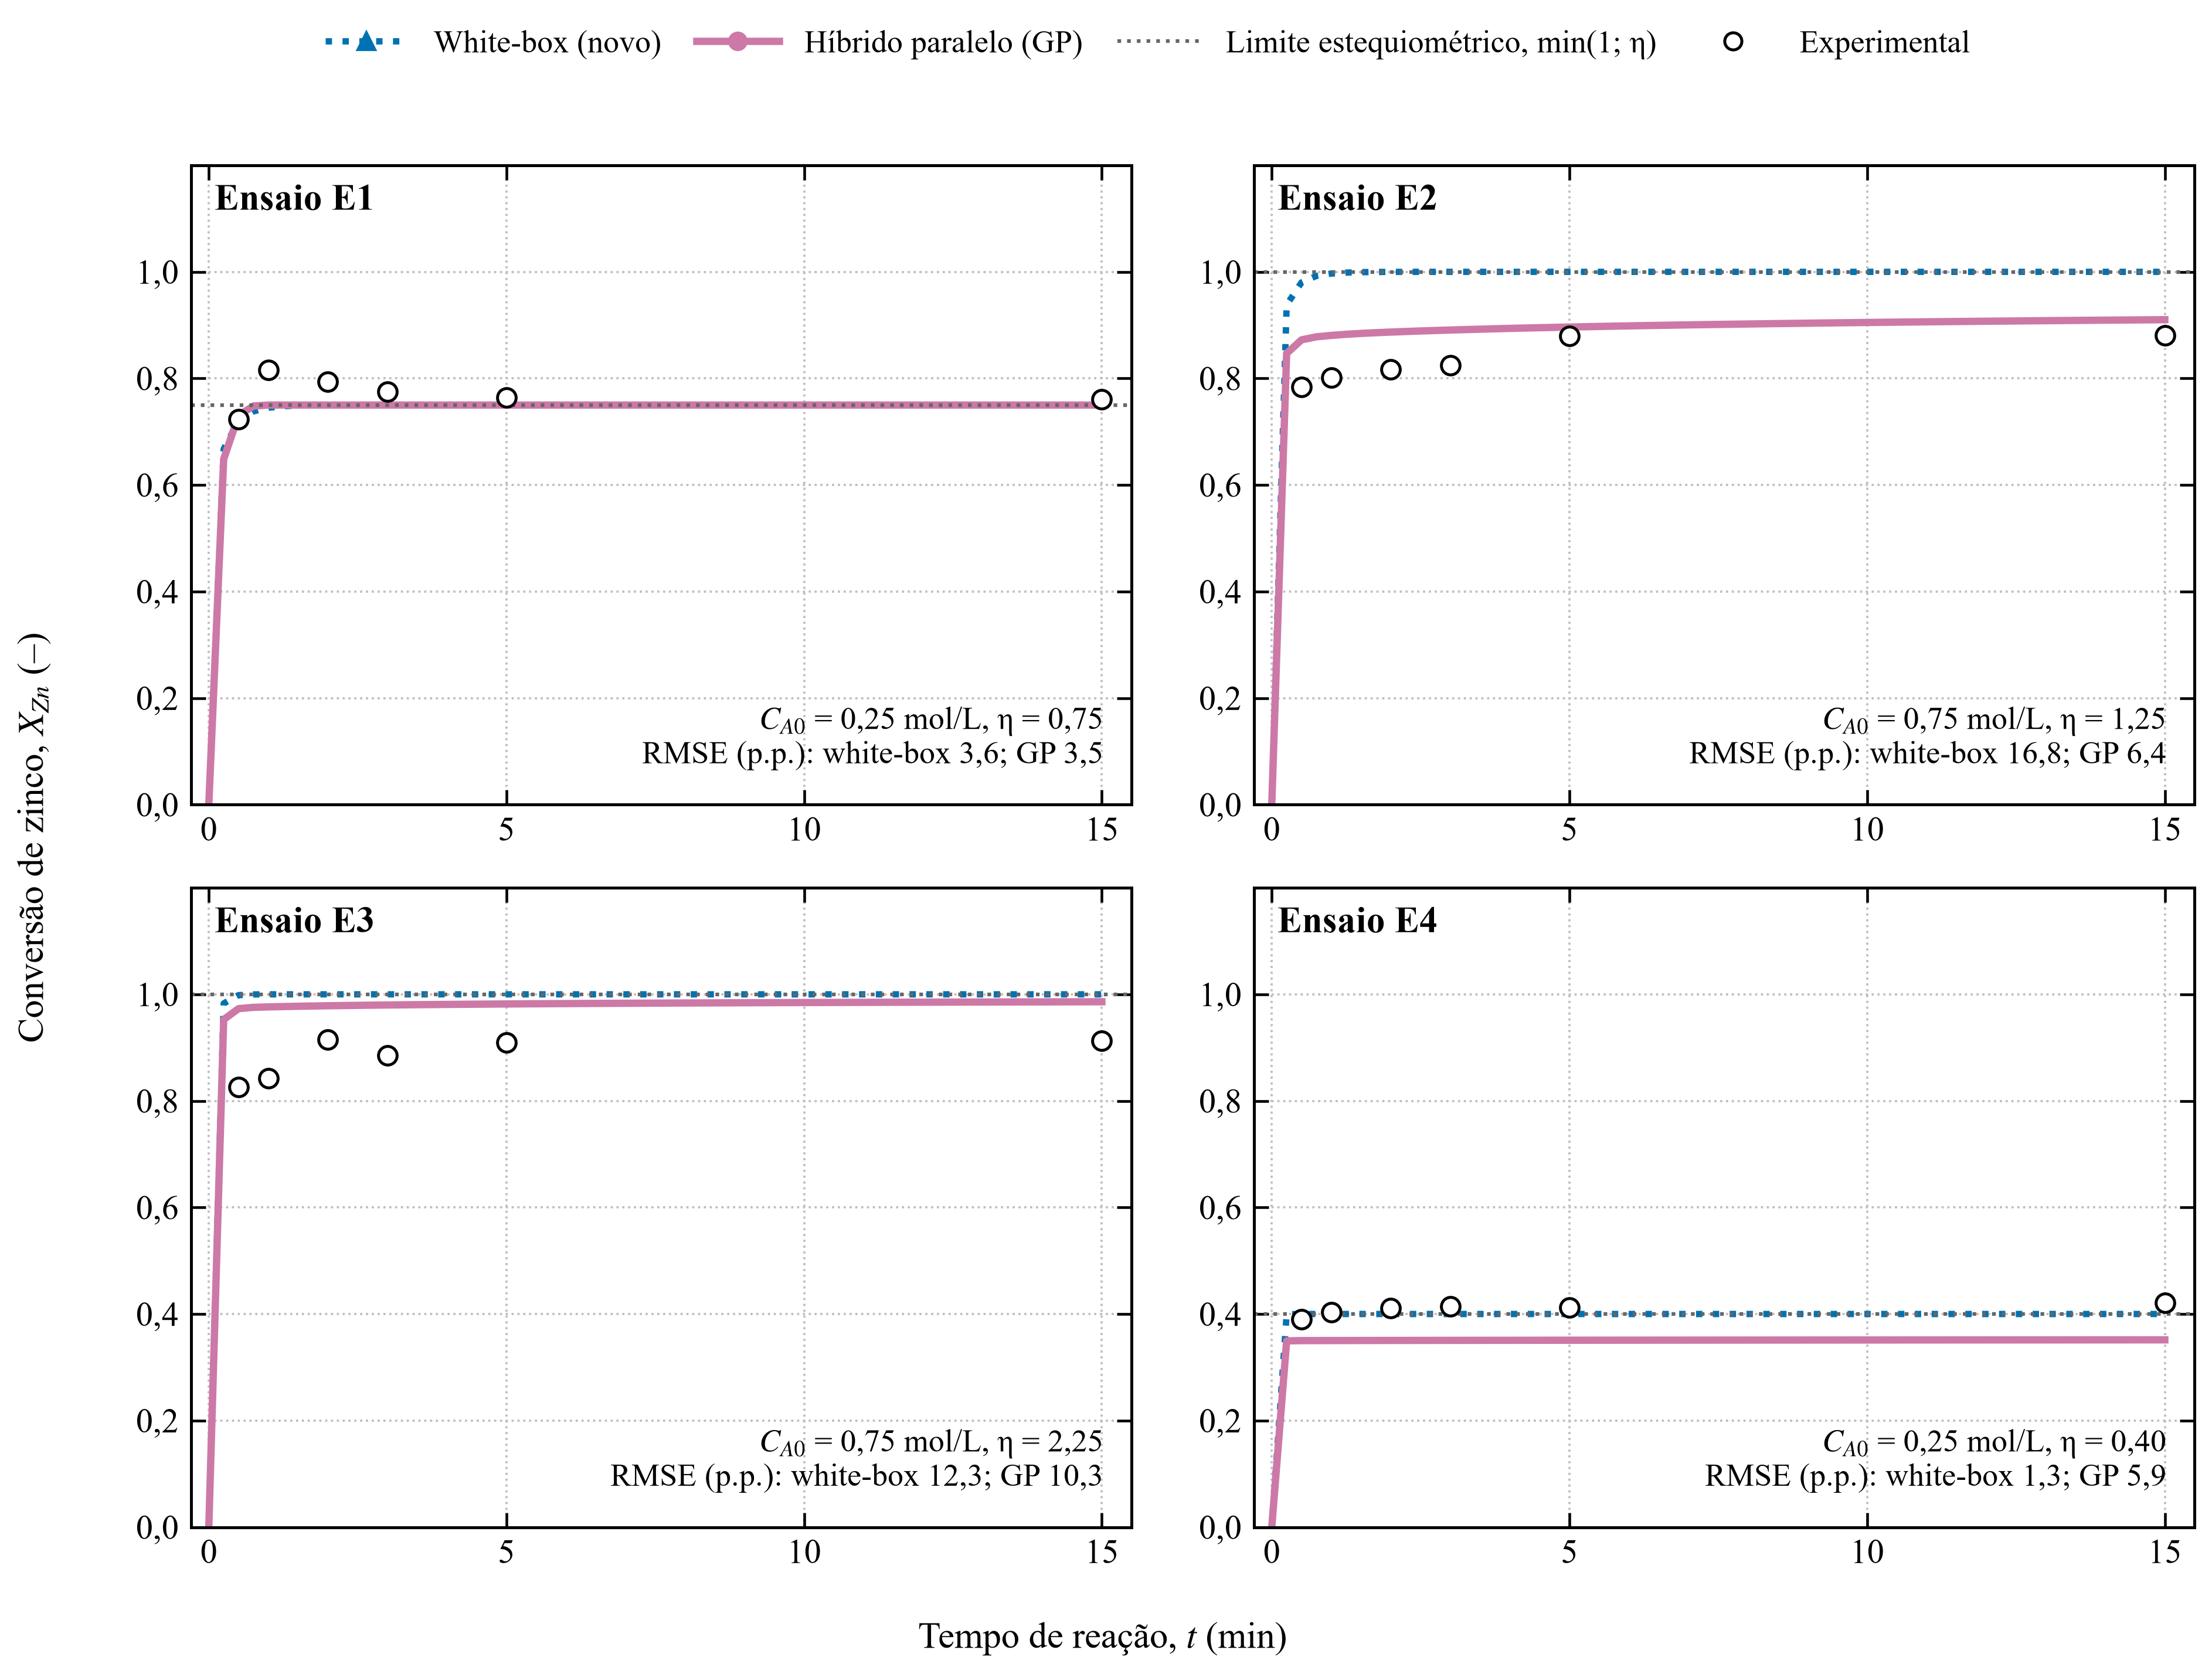 White-box (novo) Híbrido paralelo (GP) Limite estequiométrico, min(1; η) Experimental
Conversão de zinco, X_Zn (−)
Ensaio E1
1,0
0,8
0,6
0,4
0,2
0,0
C_A0 = 0,25 mol/L, η = 0,75
RMSE (p.p.): white-box 3,6; GP 3,5
0 5 10 15
Ensaio E2
1,0
0,8
0,6
0,4
0,2
0,0
C_A0 = 0,75 mol/L, η = 1,25
RMSE (p.p.): white-box 16,8; GP 6,4
0 5 10 15
Ensaio E3
1,0
0,8
0,6
0,4
0,2
0,0
C_A0 = 0,75 mol/L, η = 2,25
RMSE (p.p.): white-box 12,3; GP 10,3
0 5 10 15
Ensaio E4
1,0
0,8
0,6
0,4
0,2
0,0
C_A0 = 0,25 mol/L, η = 0,40
RMSE (p.p.): white-box 1,3; GP 5,9
0 5 10 15
Tempo de reação, t (min)